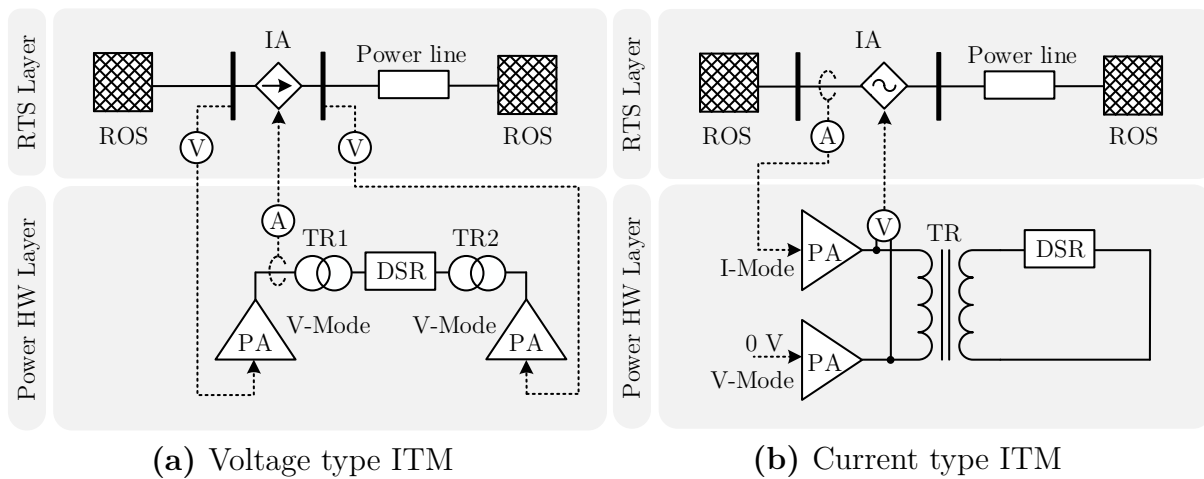 RTS Layer
IA
Power line
ROS
ROS
V
V
Power HW Layer
A
TR1
TR2
DSR
V-Mode
V-Mode
PA
PA
(a) Voltage type ITM
RTS Layer
IA
Power line
ROS
ROS
A
Power HW Layer
V
TR
DSR
PA
I-Mode
0 V
PA
V-Mode
(b) Current type ITM